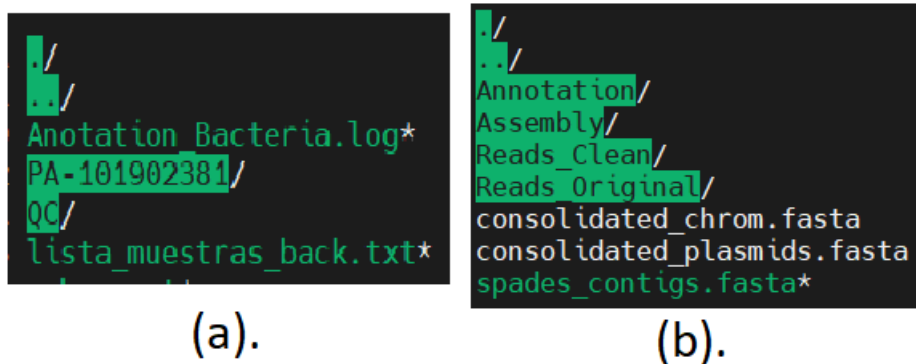 ./
../
Anotation_Bacteria.log*
PA-101902381/
QC/
lista_muestras_back.txt*
(a).
./
../
Annotation/
Assembly/
Reads_Clean/
Reads_Original/
consolidated_chrom.fasta
consolidated_plasmids.fasta
spades_contigs.fasta*
(b).